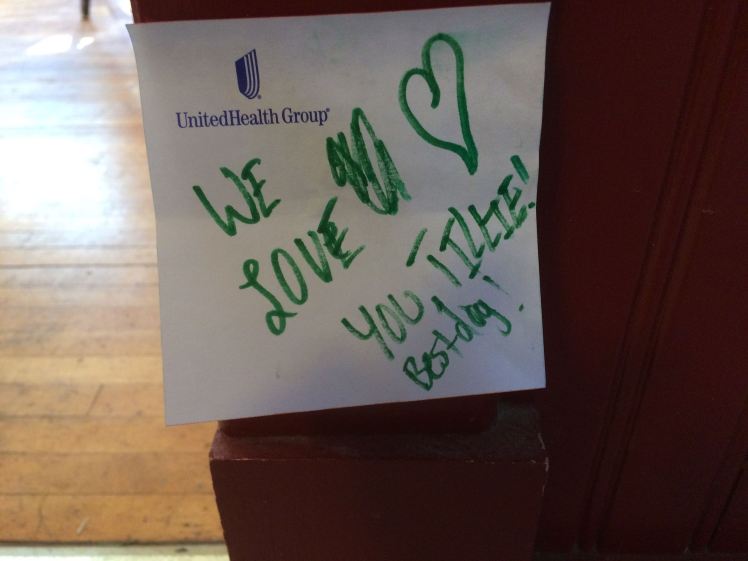 UnitedHealth Group®
WE
LOVE
YOU TILLIE!
Best dog!